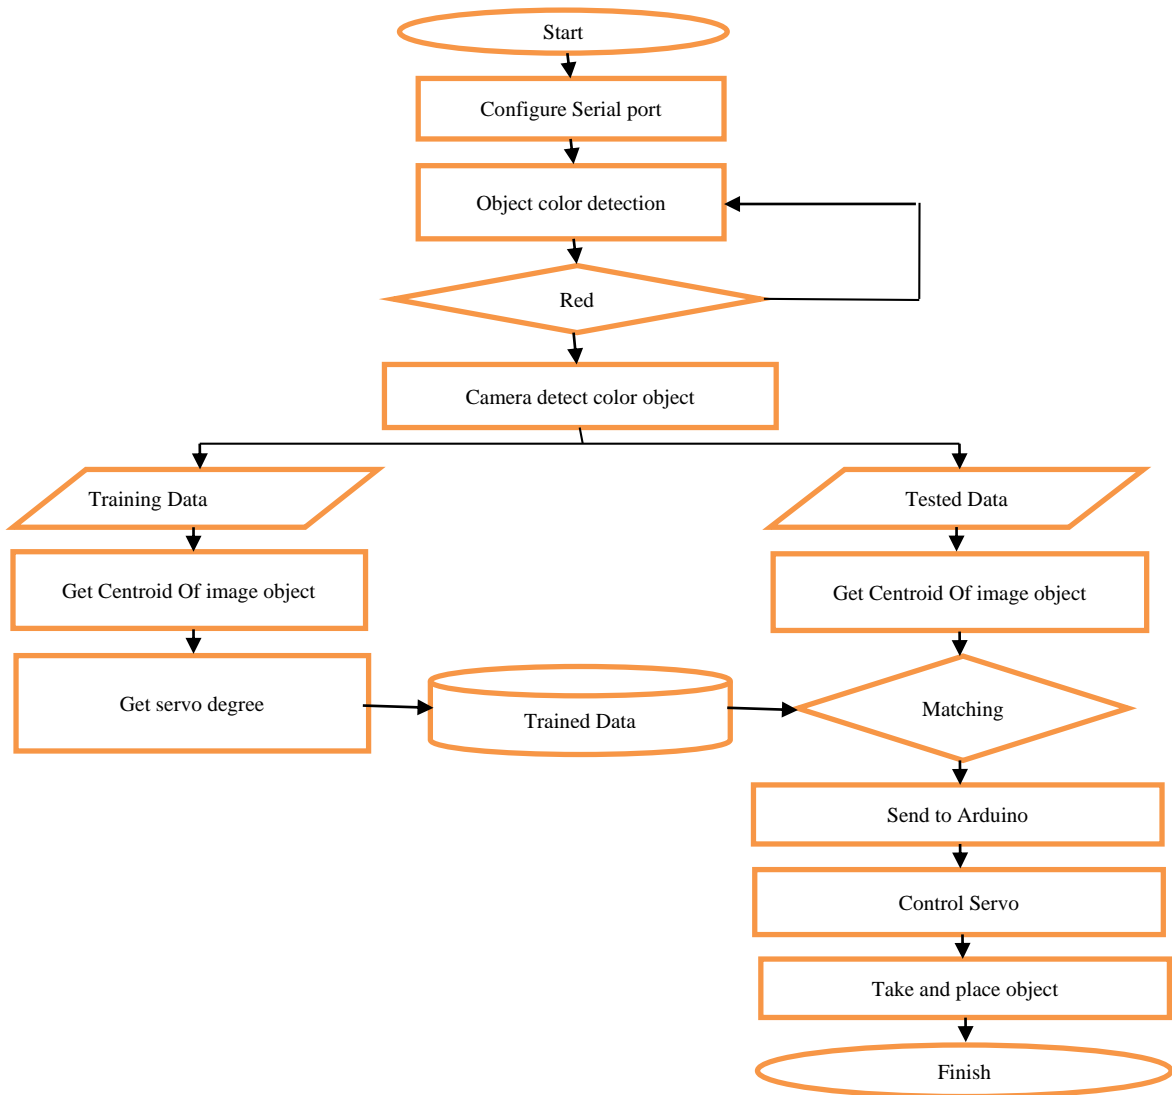 Start
Configure Serial port
Object color detection
Red
Camera detect color object
Training Data
Tested Data
Get Centroid Of image object
Get Centroid Of image object
Get servo degree
Trained Data
Matching
Send to Arduino
Control Servo
Take and place object
Finish